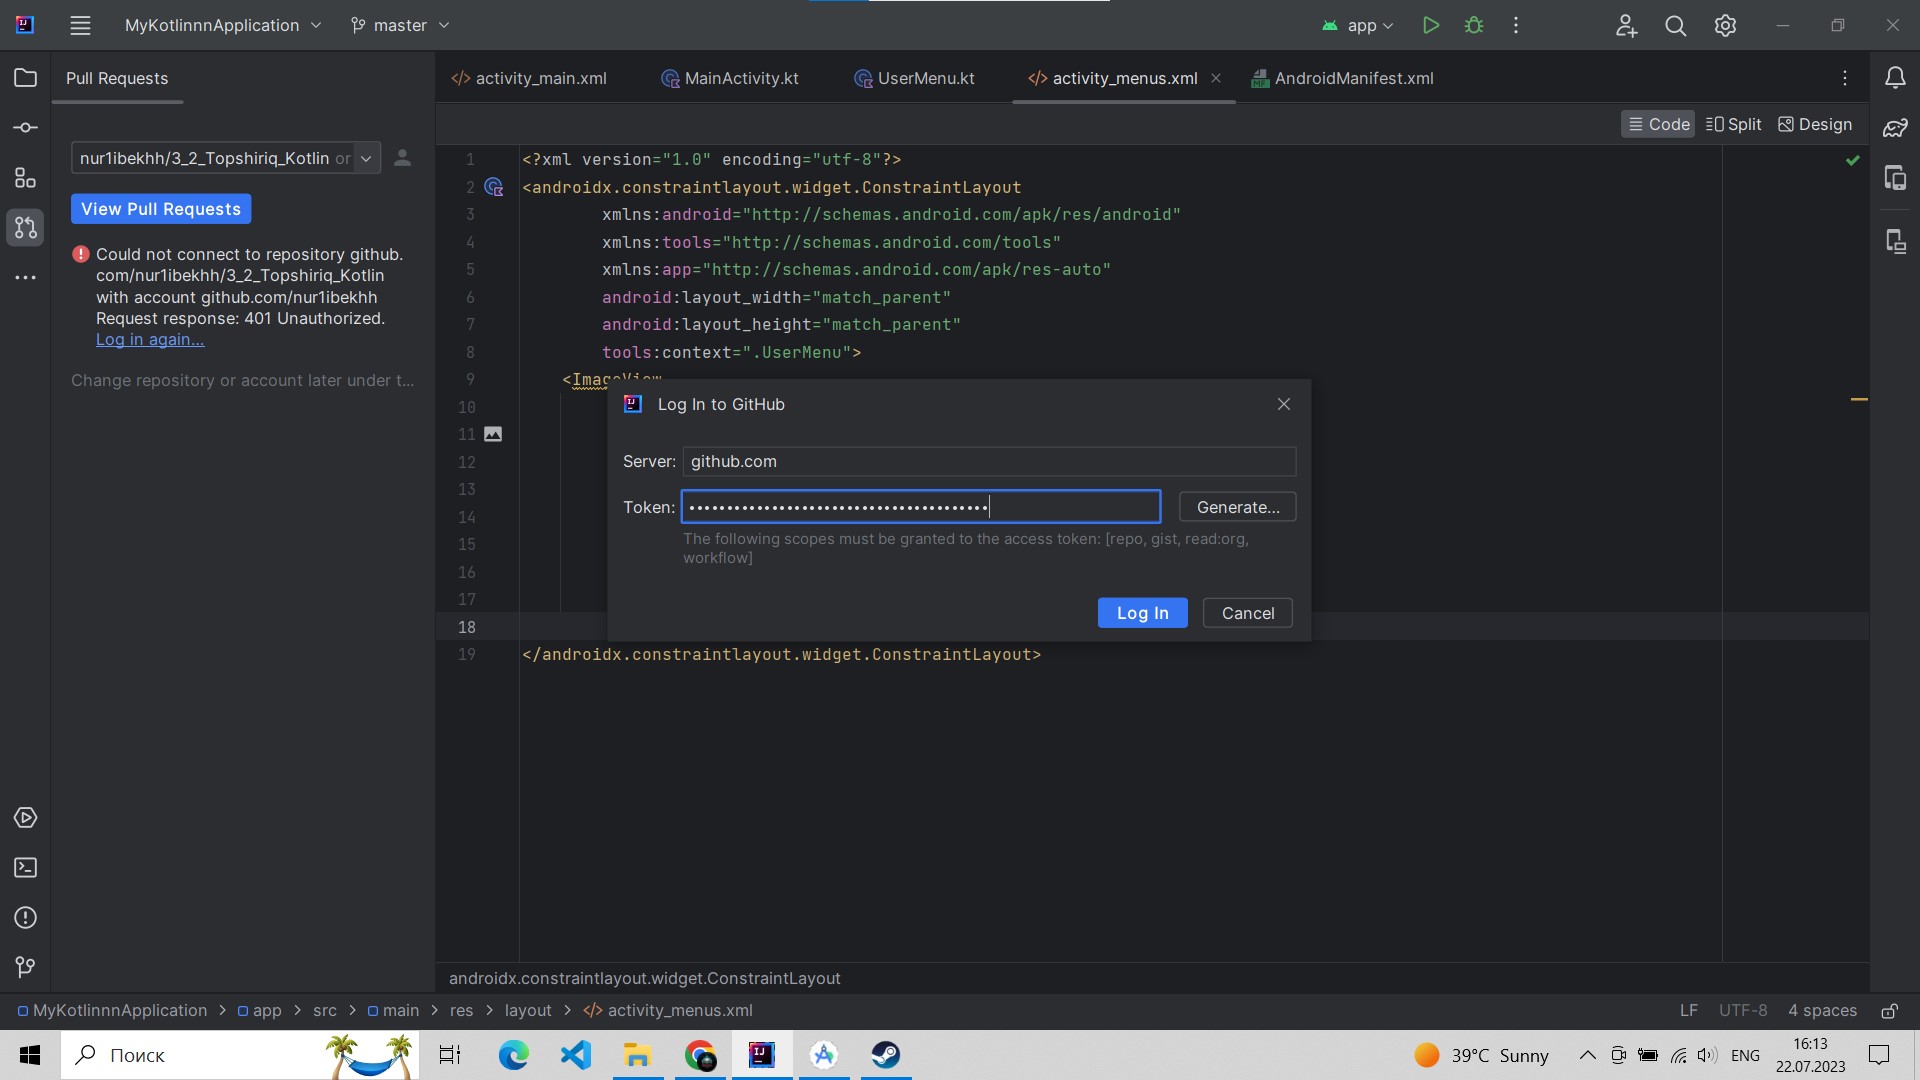 MyKotlinnnApplication
master
app
Pull Requests
activity_main.xml
MainActivity.kt
UserMenu.kt
activity_menus.xml
AndroidManifest.xml
Code
Split
Design
nur1ibekhh/3_2_Topshiriq_Kotlin or
View Pull Requests
Could not connect to repository github.
com/nur1ibekhh/3_2_Topshiriq_Kotlin
with account github.com/nur1ibekhh
Request response: 401 Unauthorized.
Log in again...
Change repository or account later under t...
1 <?xml version="1.0" encoding="utf-8"?>
2 <androidx.constraintlayout.widget.ConstraintLayout
3 xmlns:android="http://schemas.android.com/apk/res/android"
4 xmlns:tools="http://schemas.android.com/tools"
5 xmlns:app="http://schemas.android.com/apk/res-auto"
6 android:layout_width="match_parent"
7 android:layout_height="match_parent"
8 tools:context=".UserMenu">
9 <ImageView
10
11
12
13
14
15
16
17
18
19 </androidx.constraintlayout.widget.ConstraintLayout>
Log In to GitHub
Server: github.com
Token:
Generate...
The following scopes must be granted to the access token: [repo, gist, read:org,
workflow]
Log In
Cancel
androidx.constraintlayout.widget.ConstraintLayout
MyKotlinnnApplication > app > src > main > res > layout > activity_menus.xml
LF
UTF-8
4 spaces
Поиск
39°C Sunny
ENG
16:13
22.07.2023